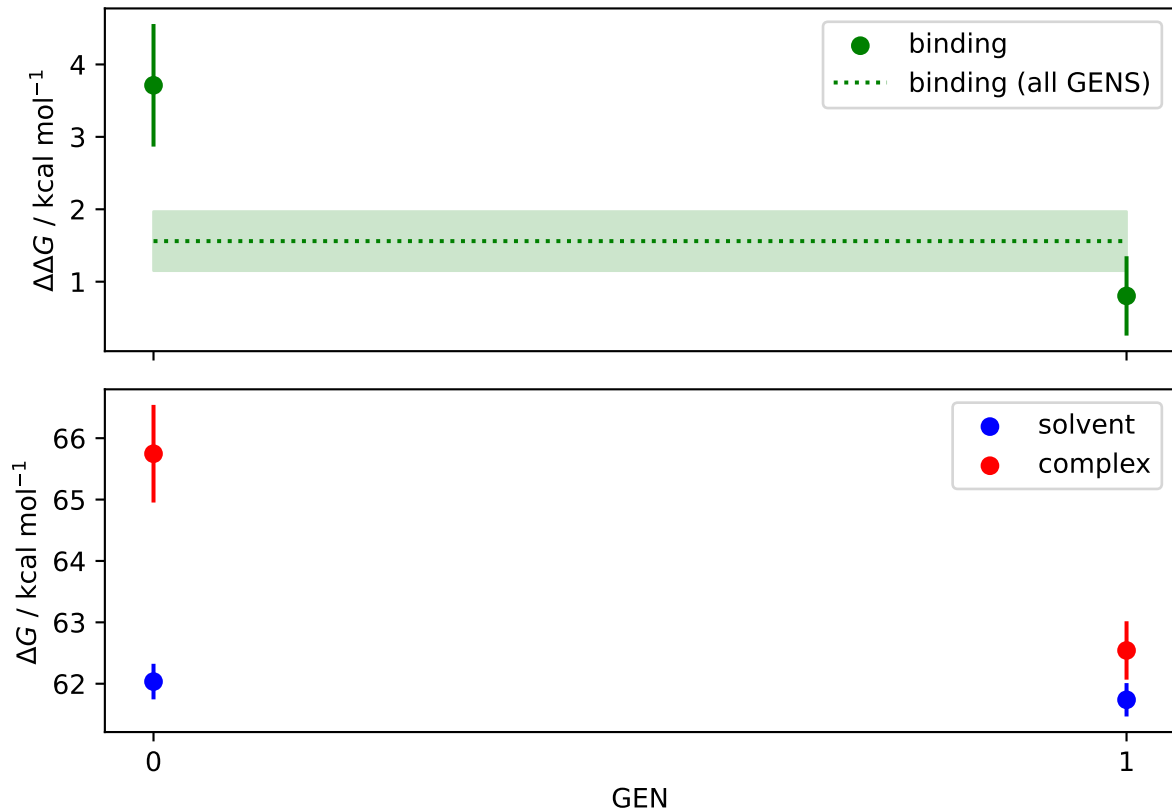 4
3
2
1
ΔΔG / kcal mol⁻¹
binding
binding (all GENS)
66
65
64
63
62
ΔG / kcal mol⁻¹
solvent
complex
0
1
GEN